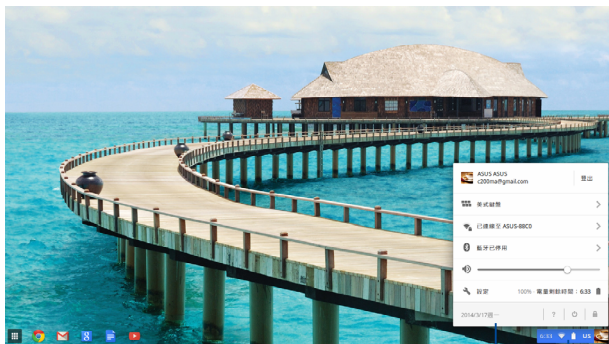 ASUS ASUS
c200ma@gmail.com
登出
美式鍵盤
已連線至 ASUS-88C0
藍牙已停用
設定
100% 電量剩餘時間：6:33
2014/3/17週一
?
8
6:33
US